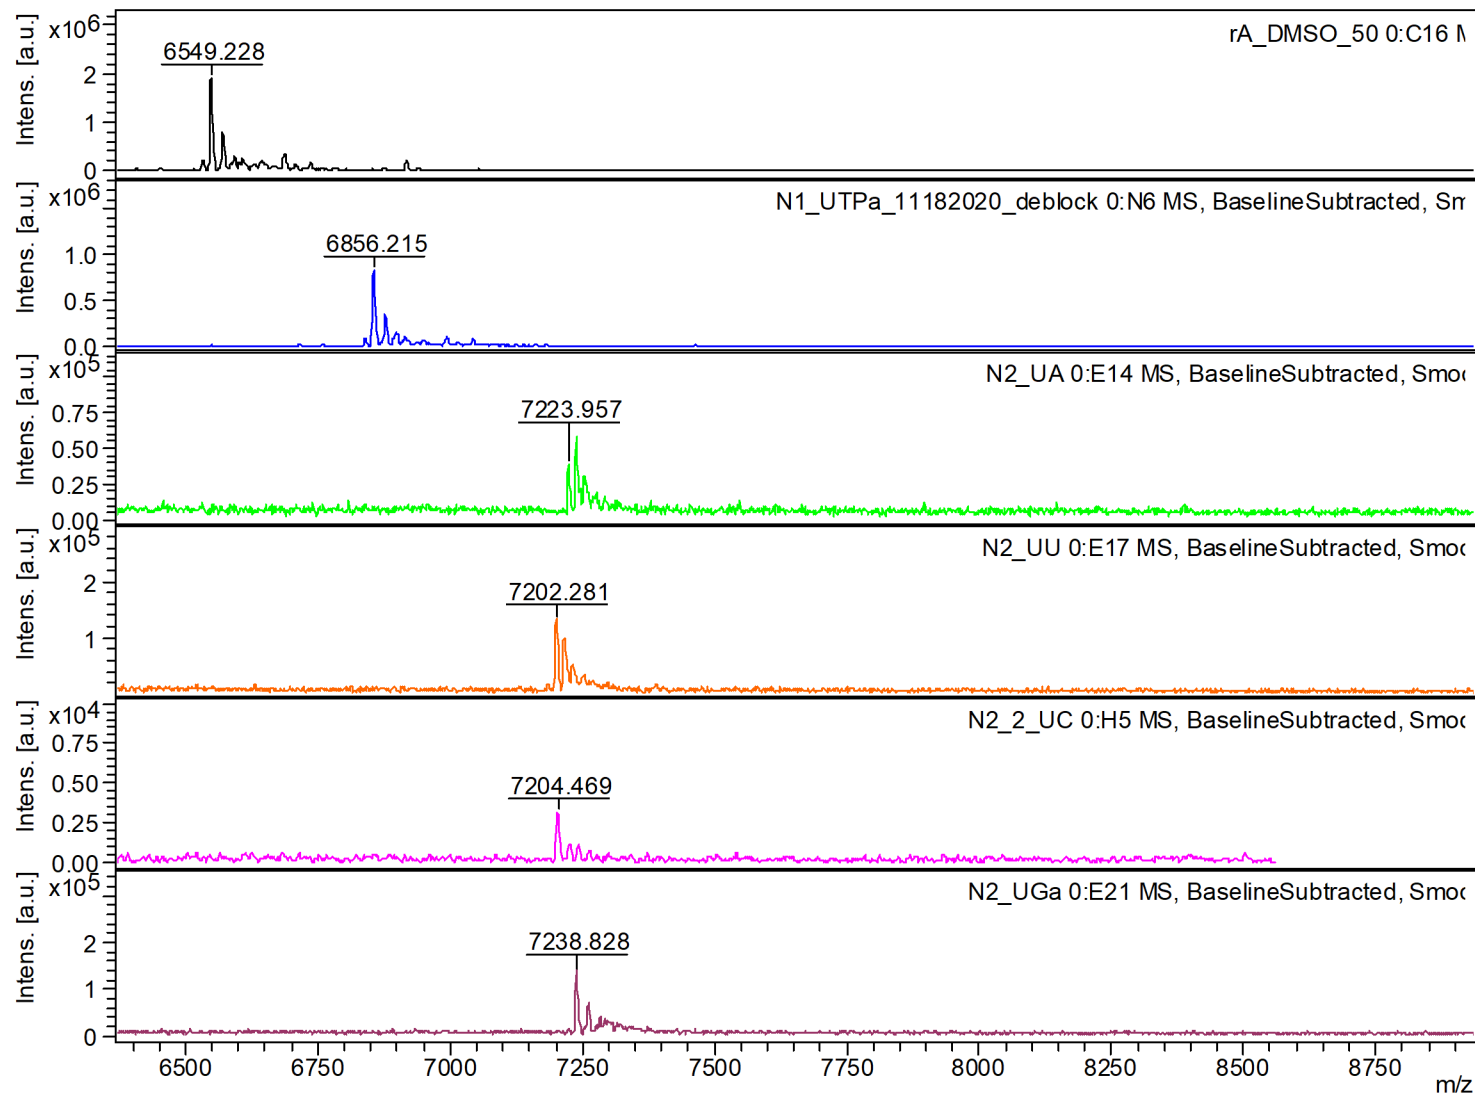 Intens. [a.u.]
x10^6
2
1
0
6549.228
rA_DMSO_50 0:C16
Intens. [a.u.]
x10^6
1.0
0.5
0.0
6856.215
N1_UTPa_11182020_deblock 0:N6 MS, BaselineSubtracted, Sm
Intens. [a.u.]
x10^5
0.75
0.50
0.25
0.00
7223.957
N2_UA 0:E14 MS, BaselineSubtracted, Smo
Intens. [a.u.]
x10^5
2
1
7202.281
N2_UU 0:E17 MS, BaselineSubtracted, Smo
Intens. [a.u.]
x10^4
0.75
0.50
0.25
0.00
7204.469
N2_2_UC 0:H5 MS, BaselineSubtracted, Smo
Intens. [a.u.]
x10^5
2
1
0
7238.828
N2_UGa 0:E21 MS, BaselineSubtracted, Smo
6500 6750 7000 7250 7500 7750 8000 8250 8500 8750
m/z